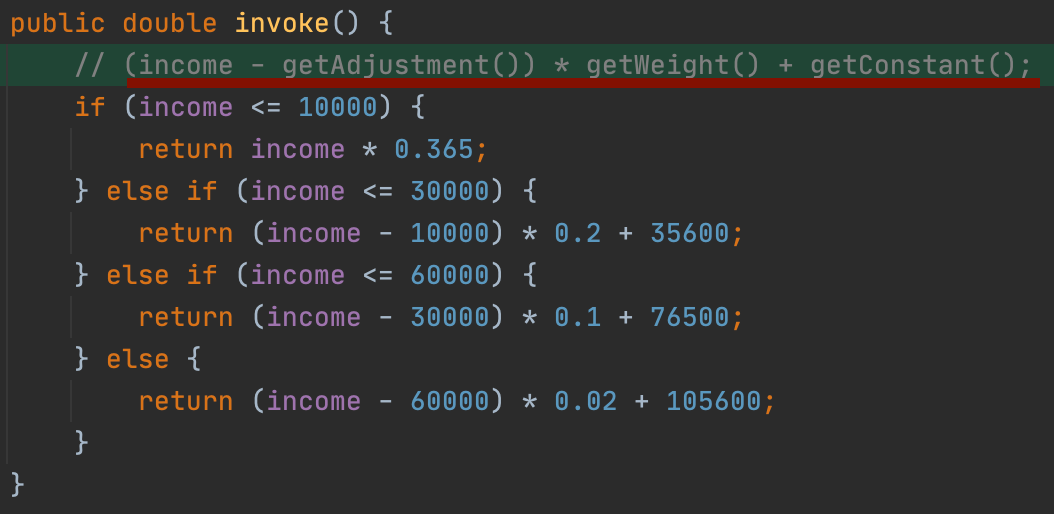 public double invoke() {
// (income - getAdjustment()) * getWeight() + getConstant();
if (income <= 10000) {
return income * 0.365;
} else if (income <= 30000) {
return (income - 10000) * 0.2 + 35600;
} else if (income <= 60000) {
return (income - 30000) * 0.1 + 76500;
} else {
return (income - 60000) * 0.02 + 105600;
}
}